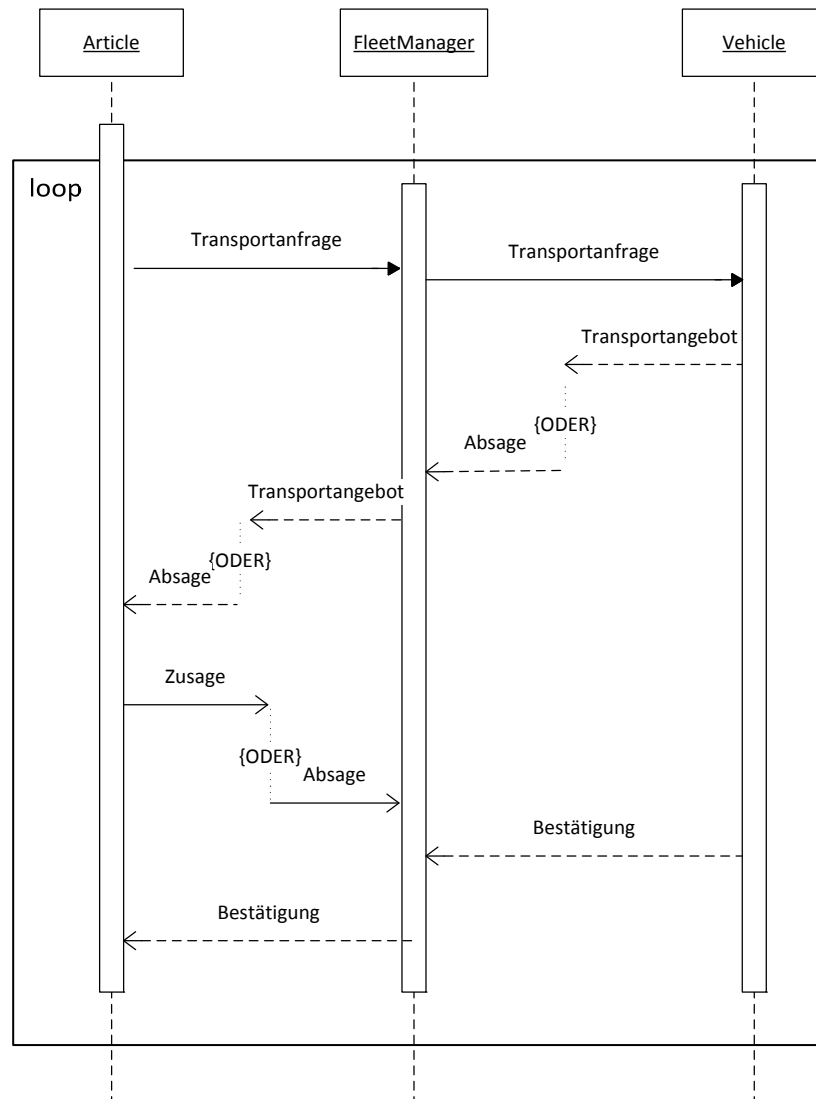 Article
FleetManager
Vehicle
loop
Transportanfrage
Transportanfrage
Transportangebot
{ODER}
Absage
Transportangebot
{ODER}
Absage
Zusage
{ODER}
Absage
Bestätigung
Bestätigung